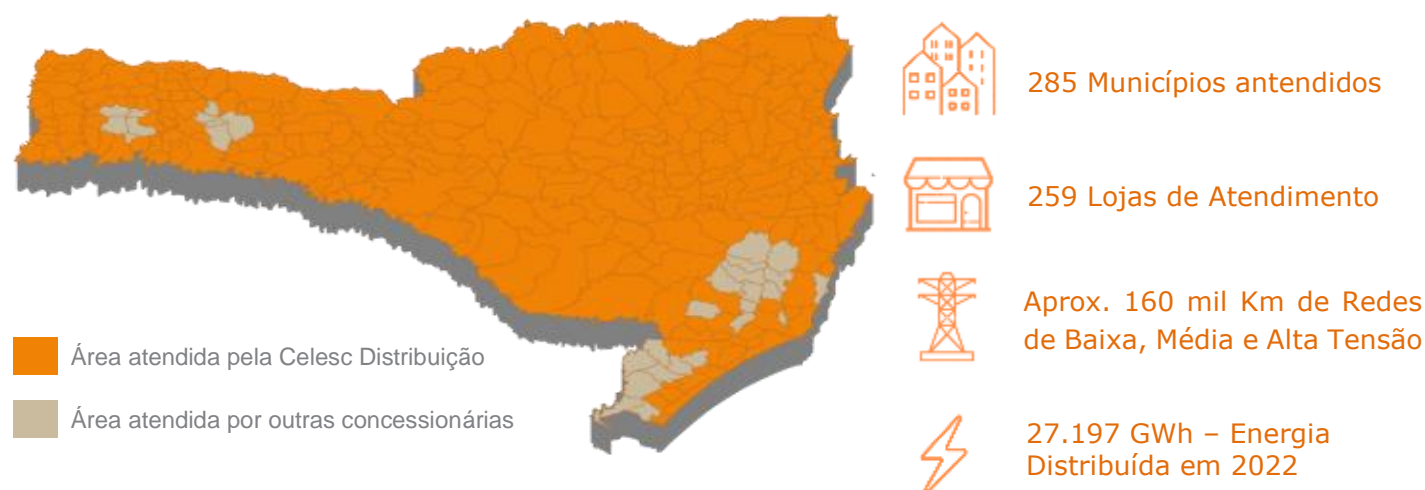 285 Municípios antendidos
259 Lojas de Atendimento
Aprox. 160 mil Km de Redes
de Baixa, Média e Alta Tensão
27.197 GWh – Energia
Distribuída em 2022
Área atendida pela Celesc Distribuição
Área atendida por outras concessionárias